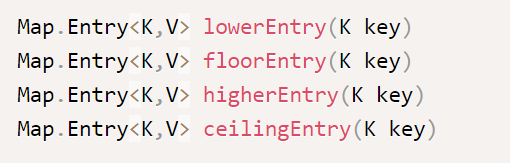 Map.Entry<K,V> lowerEntry(K key)
Map.Entry<K,V> floorEntry(K key)
Map.Entry<K,V> higherEntry(K key)
Map.Entry<K,V> ceilingEntry(K key)